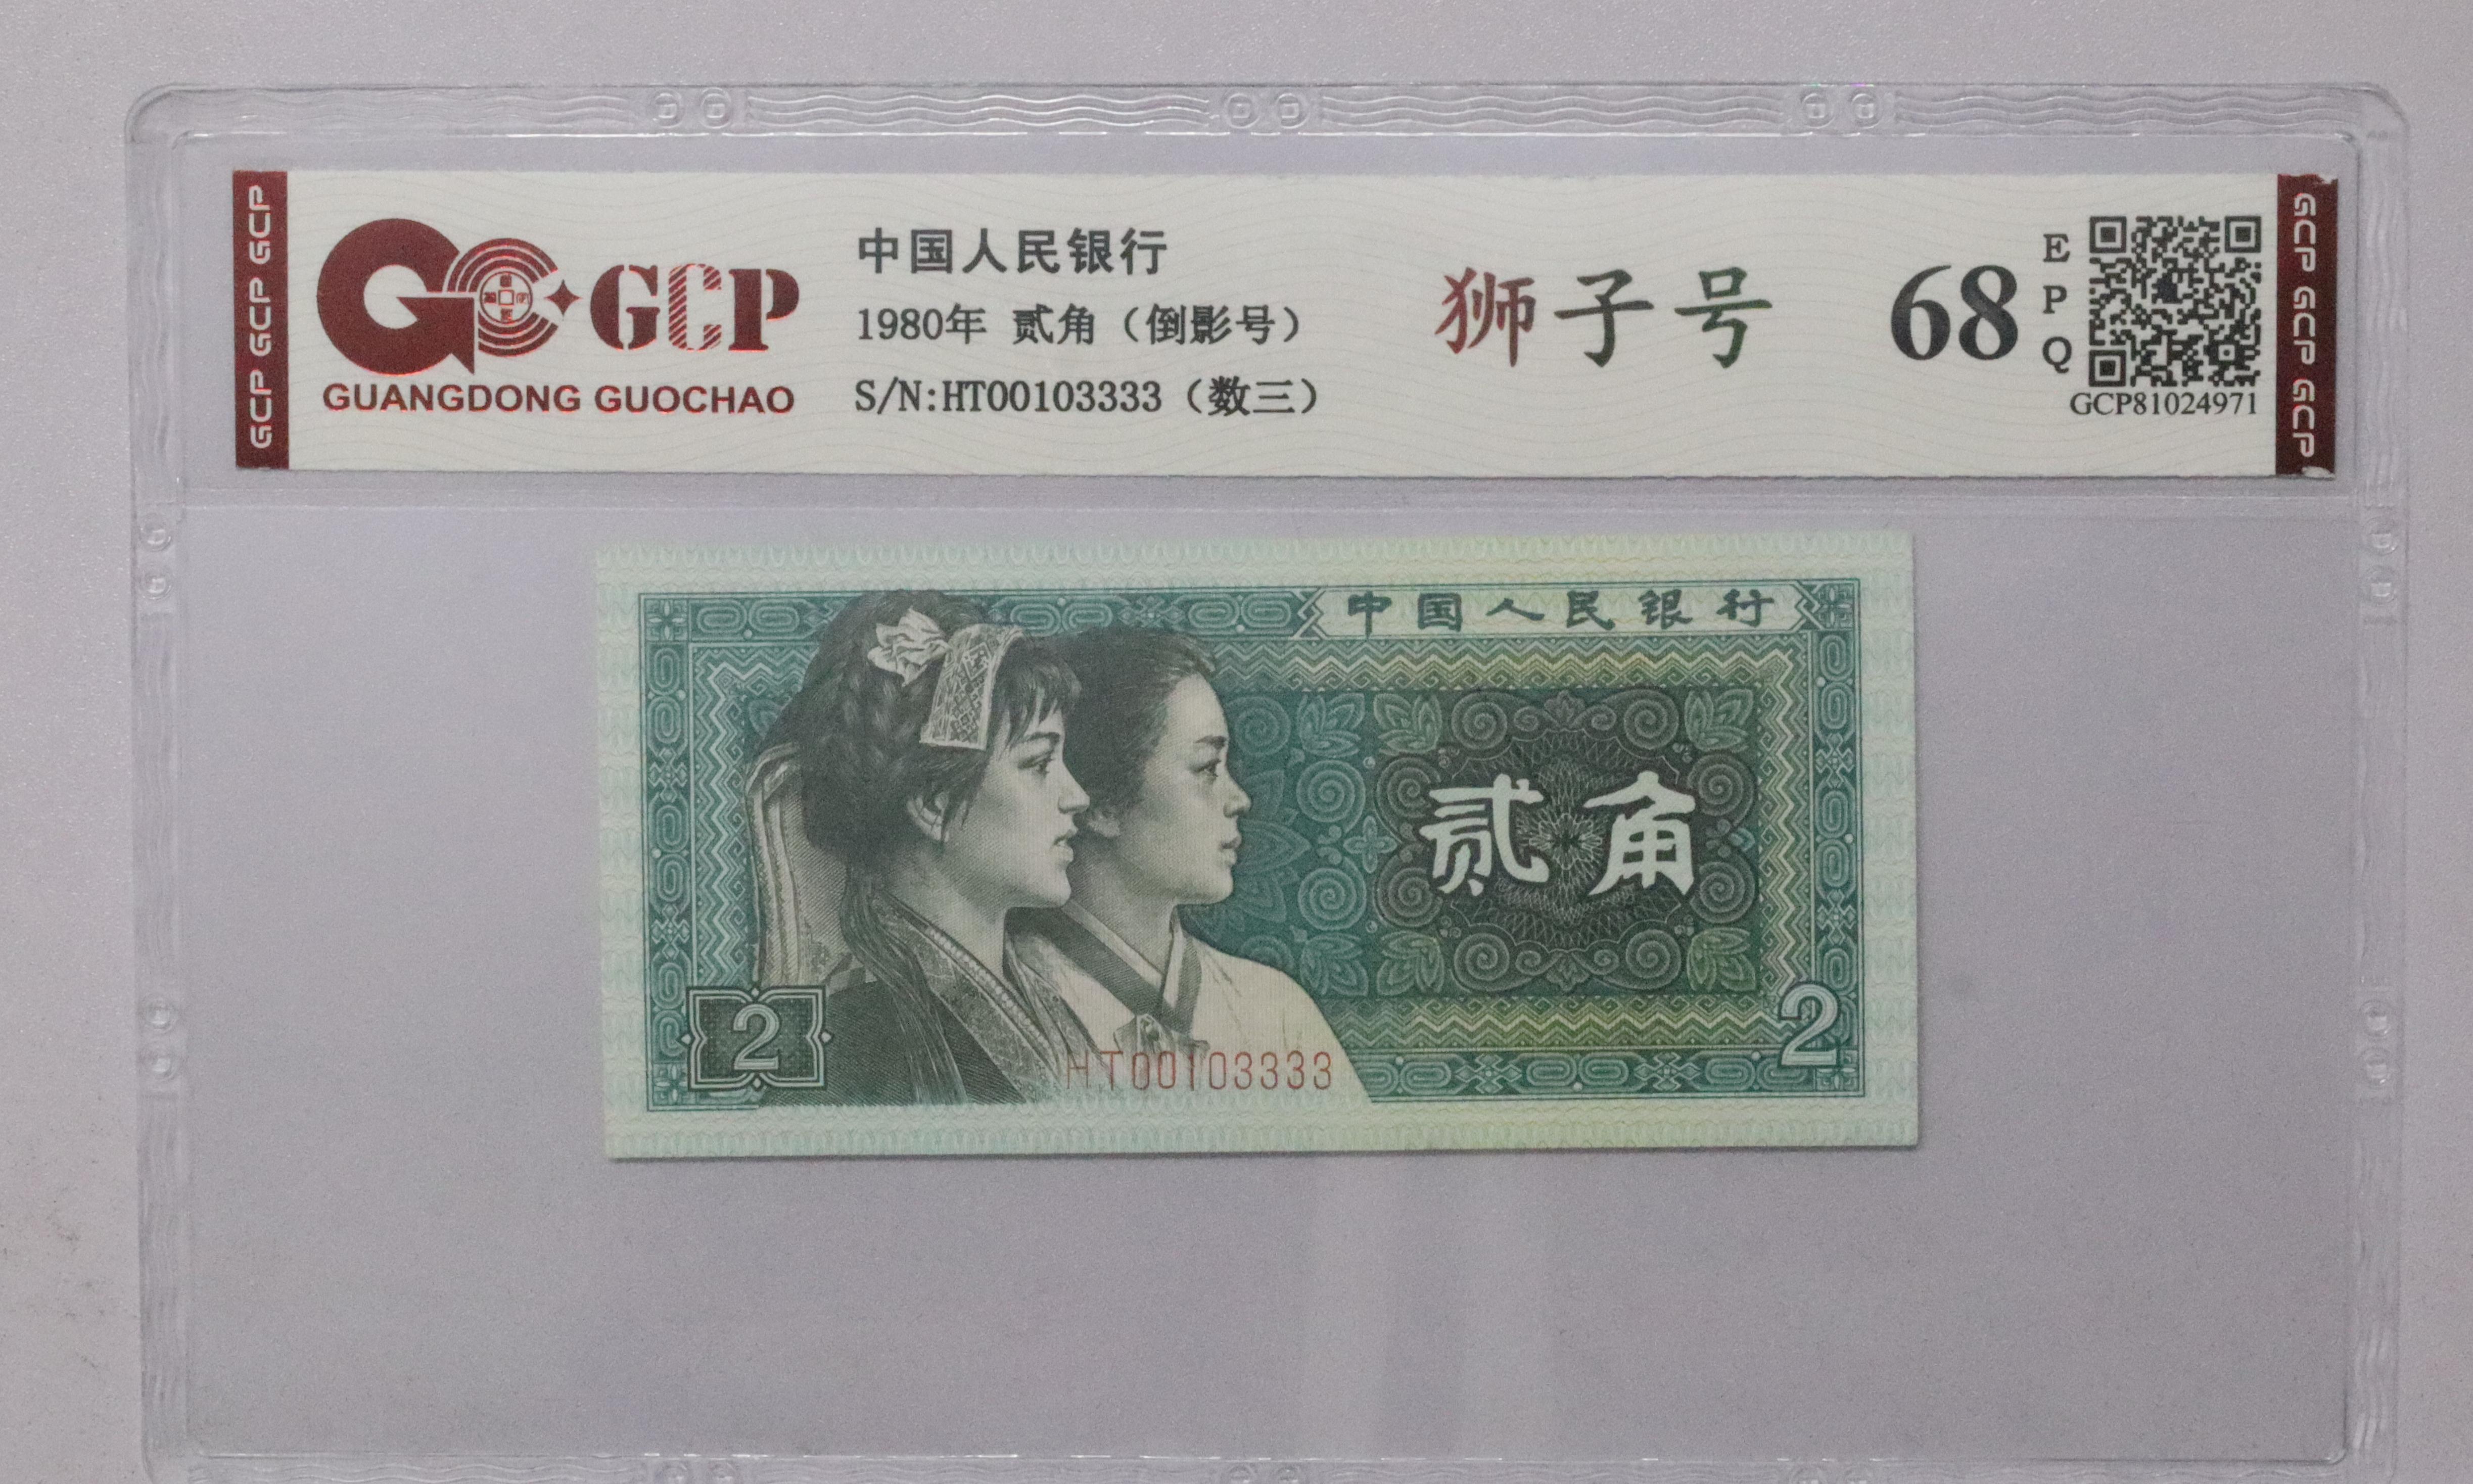 GCP GCP GCP
GCP
GUANGDONG GUOCHAO
中国人民银行
1980年 贰角（倒影号）
S/N:HT00103333（数三）
狮子号
68
EPQ
GCP81024971
GCP GCP GCP
中国人民银行
贰角
2
2
HT00103333